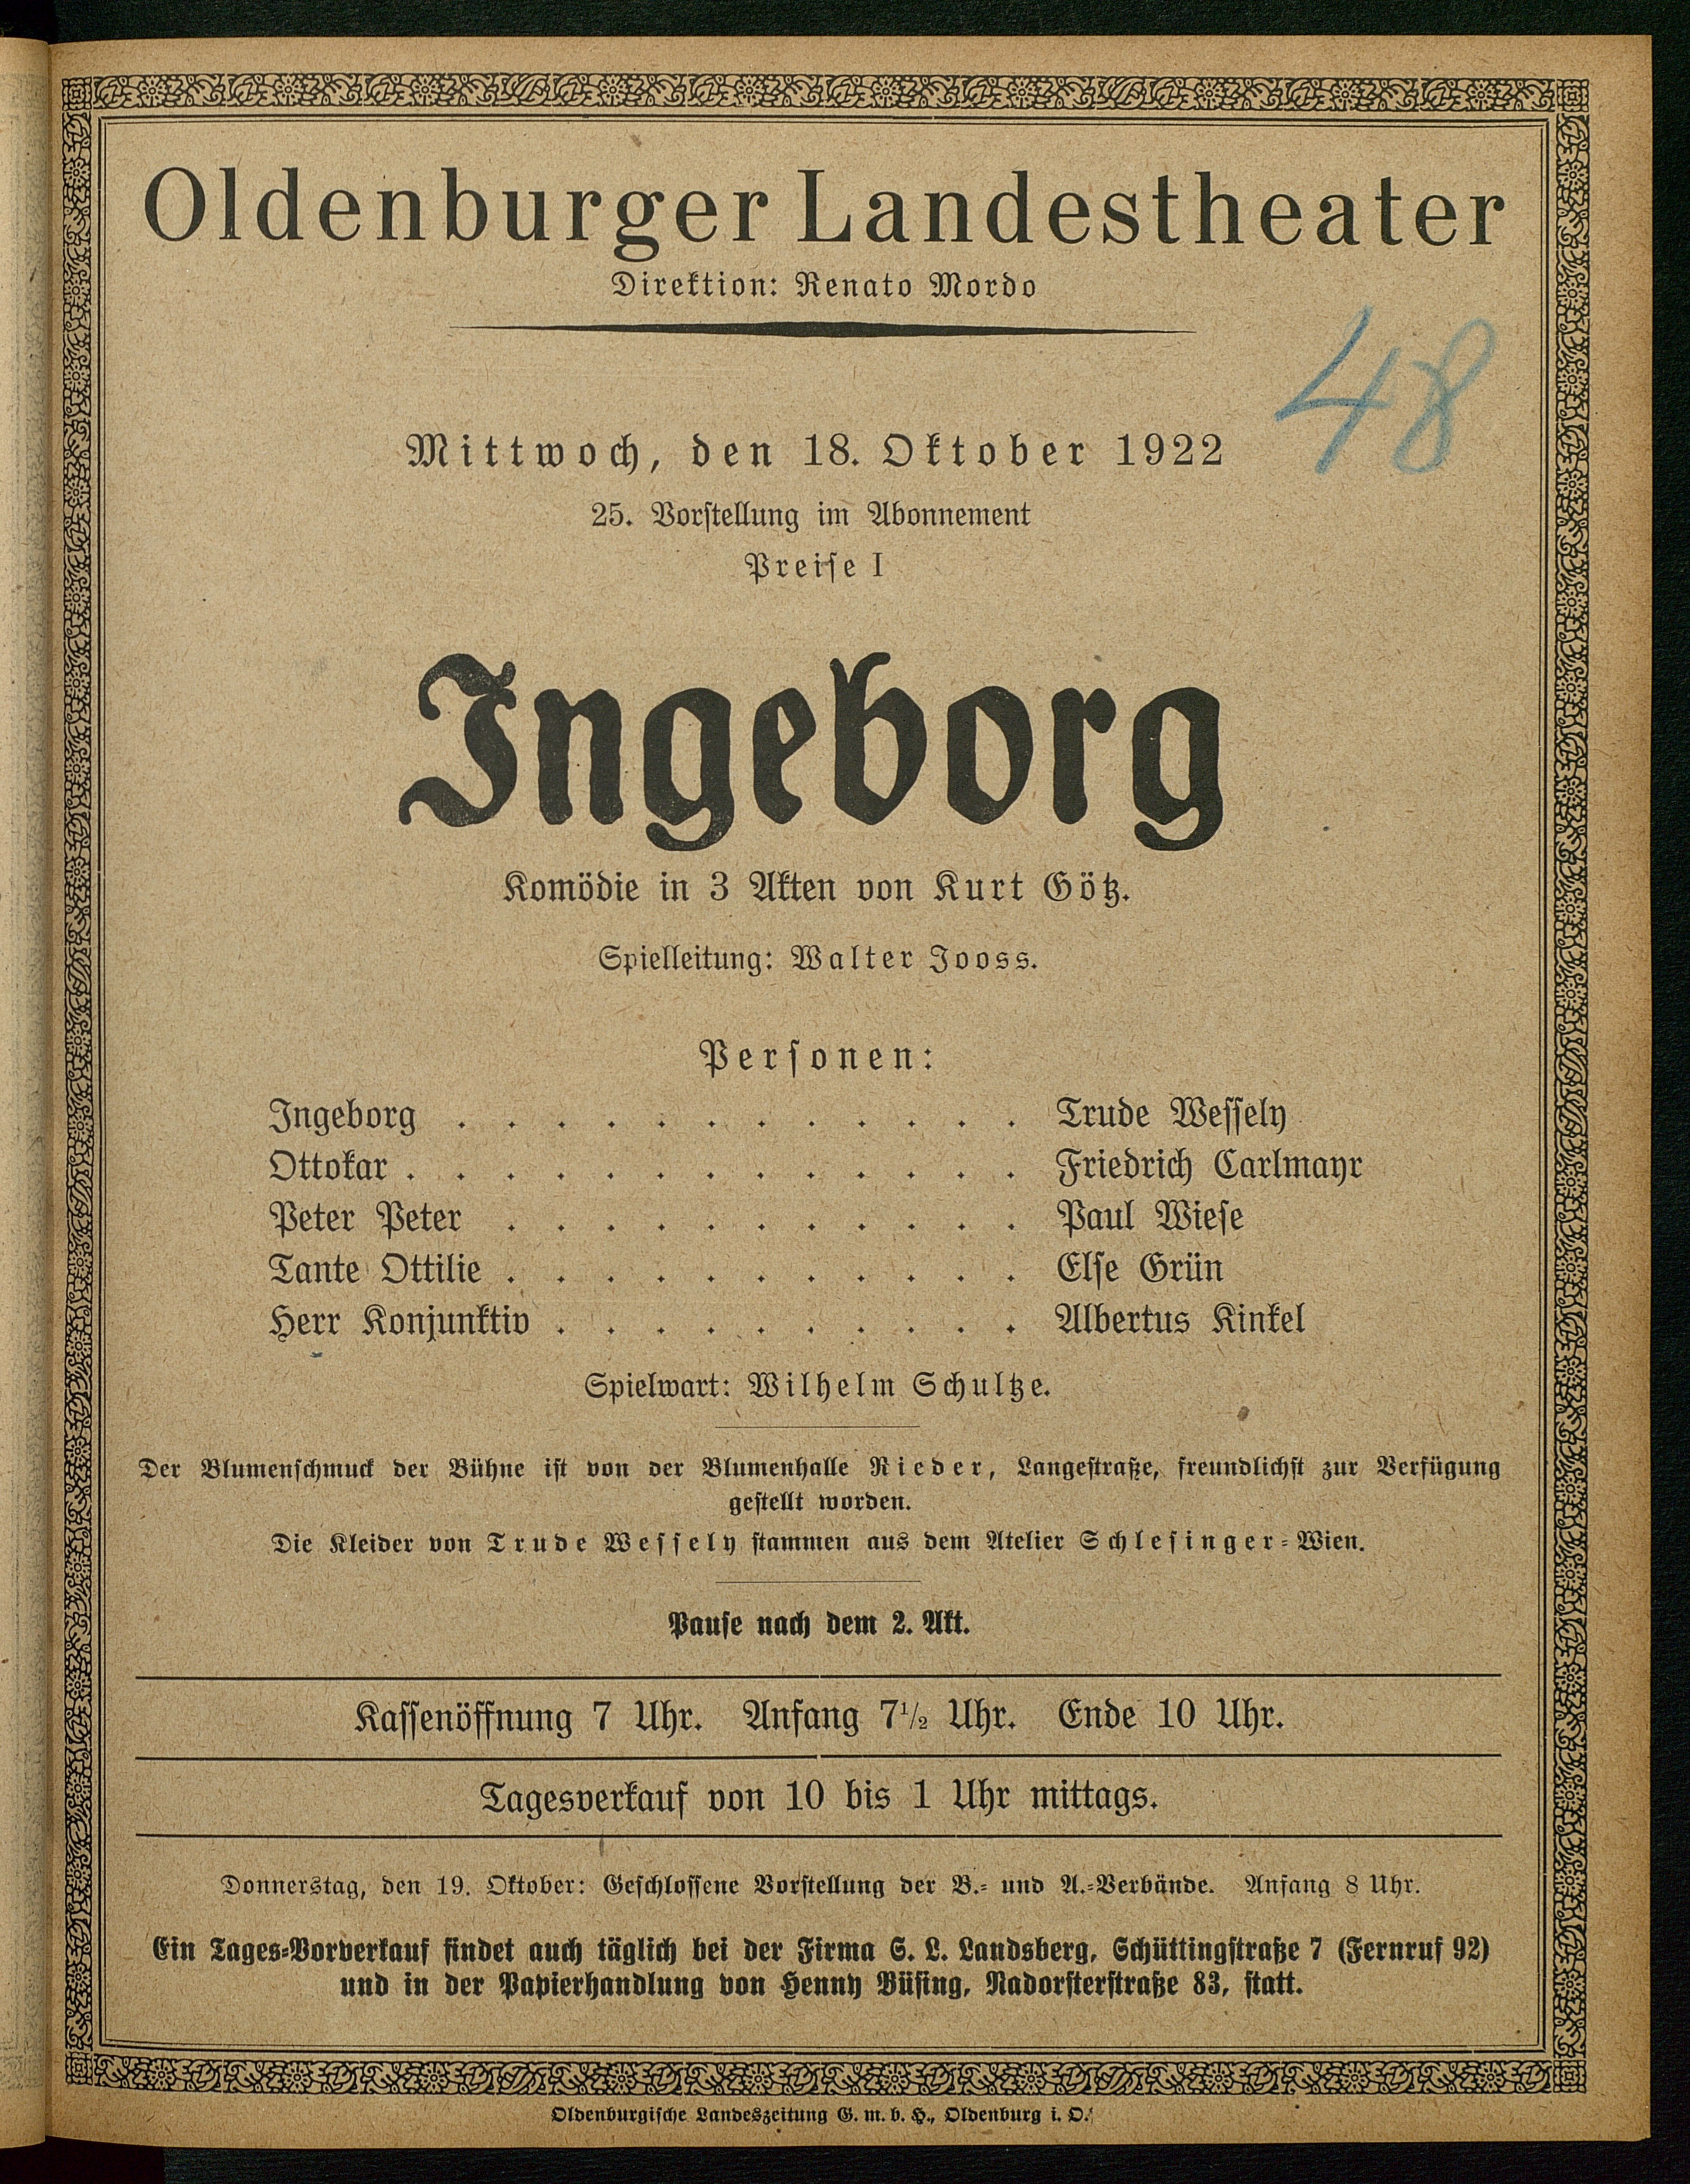 Oldenburger Landestheater
Direktion: Renato Mordo
48
Mittwoch, den 18. Oktober 1922
25. Vorstellung im Abonnement
Preise I
Ingeborg
Komödie in 3 Akten von Kurt Götz.
Spielleitung: Walter Jooss.
Personen:
Ingeborg . . . . . . . . . . . . Trude Wessely
Ottokar . . . . . . . . . . . . . Friedrich Carlmayr
Peter Peter . . . . . . . . . . . Paul Wiese
Tante Ottilie . . . . . . . . . . . Else Grün
Herr Konjunktiv . . . . . . . . . . Albertus Kinkel
Spielwart: Wilhelm Schultze.
Der Blumenschmuck der Bühne ist von der Blumenhalle Rieder, Langestraße, freundlichst zur Verfügung
gestellt worden.
Die Kleider von Trude Wessely stammen aus dem Atelier Schlesinger-Wien.
Pause nach dem 2. Akt.
Kassenöffnung 7 Uhr. Anfang 7½ Uhr. Ende 10 Uhr.
Tagesverkauf von 10 bis 1 Uhr mittags.
Donnerstag, den 19. Oktober: Geschlossene Vorstellung der B.- und A.-Verbände. Anfang 8 Uhr.
Ein Tages-Vorverkauf findet auch täglich bei der Firma S. L. Landsberg, Schüttingstraße 7 (Fernruf 92)
und in der Papierhandlung von Henny Büsing, Nadorsterstraße 83, statt.
Oldenburgische Landeszeitung G. m. b. H., Oldenburg i. O.